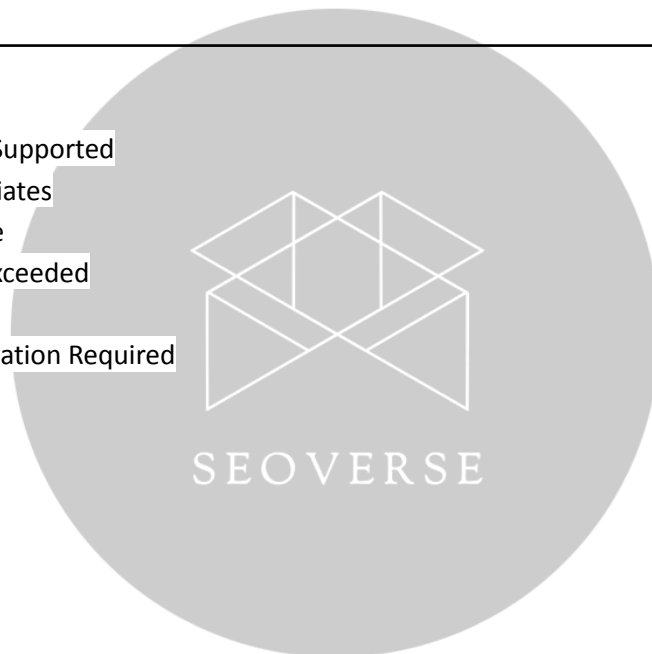 Supported
iates
e
xceeded
ation Required
SEOVERSE